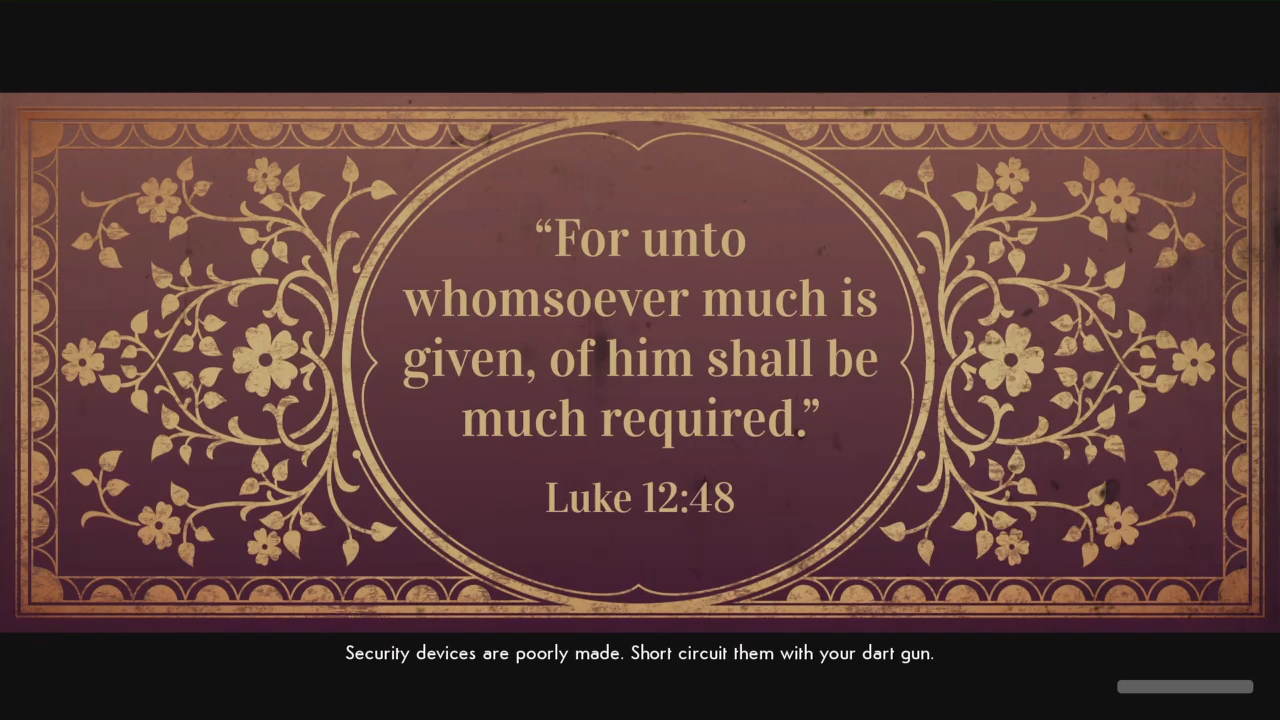 “For unto
whomsoever much is
given, of him shall be
much required.”
Luke 12:48
Security devices are poorly made. Short circuit them with your dart gun.